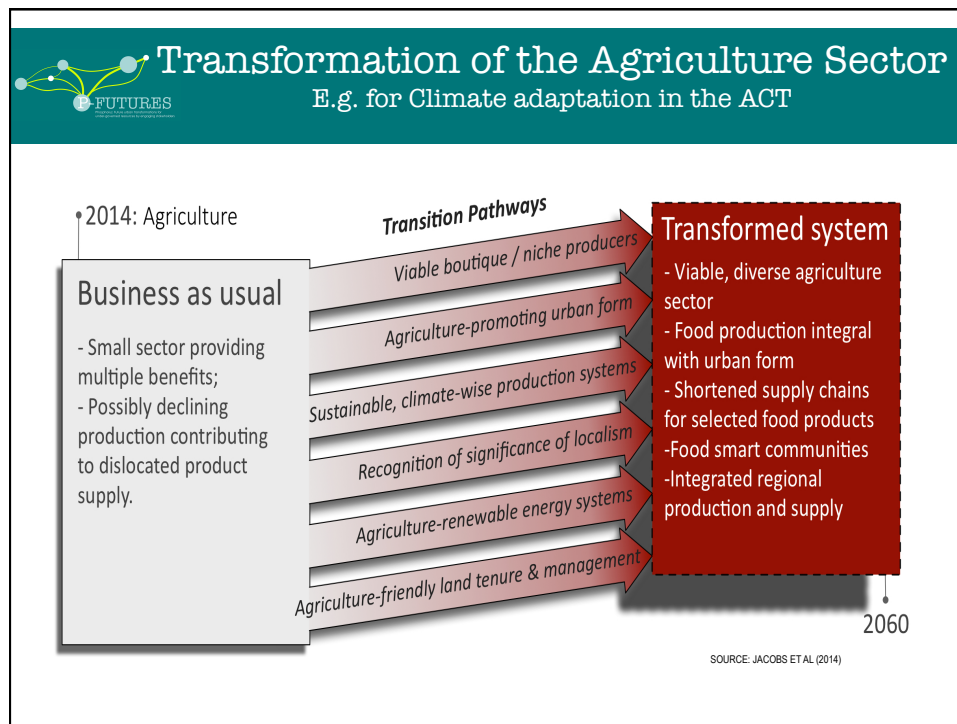 Transformation of the Agriculture Sector
E.g. for Climate adaptation in the ACT
P-FUTURES
2014: Agriculture
Transition Pathways
Business as usual
- Small sector providing
multiple benefits;
- Possibly declining
production contributing
to dislocated product
supply.
Viable boutique / niche producers
Agriculture-promoting urban form
Sustainable, climate-wise production systems
Recognition of significance of localism
Agriculture-renewable energy systems
Agriculture-friendly land tenure & management
Transformed system
- Viable, diverse agriculture
sector
- Food production integral
with urban form
- Shortened supply chains
for selected food products
-Food smart communities
-Integrated regional
production and supply
2060
SOURCE: JACOBS ET AL (2014)